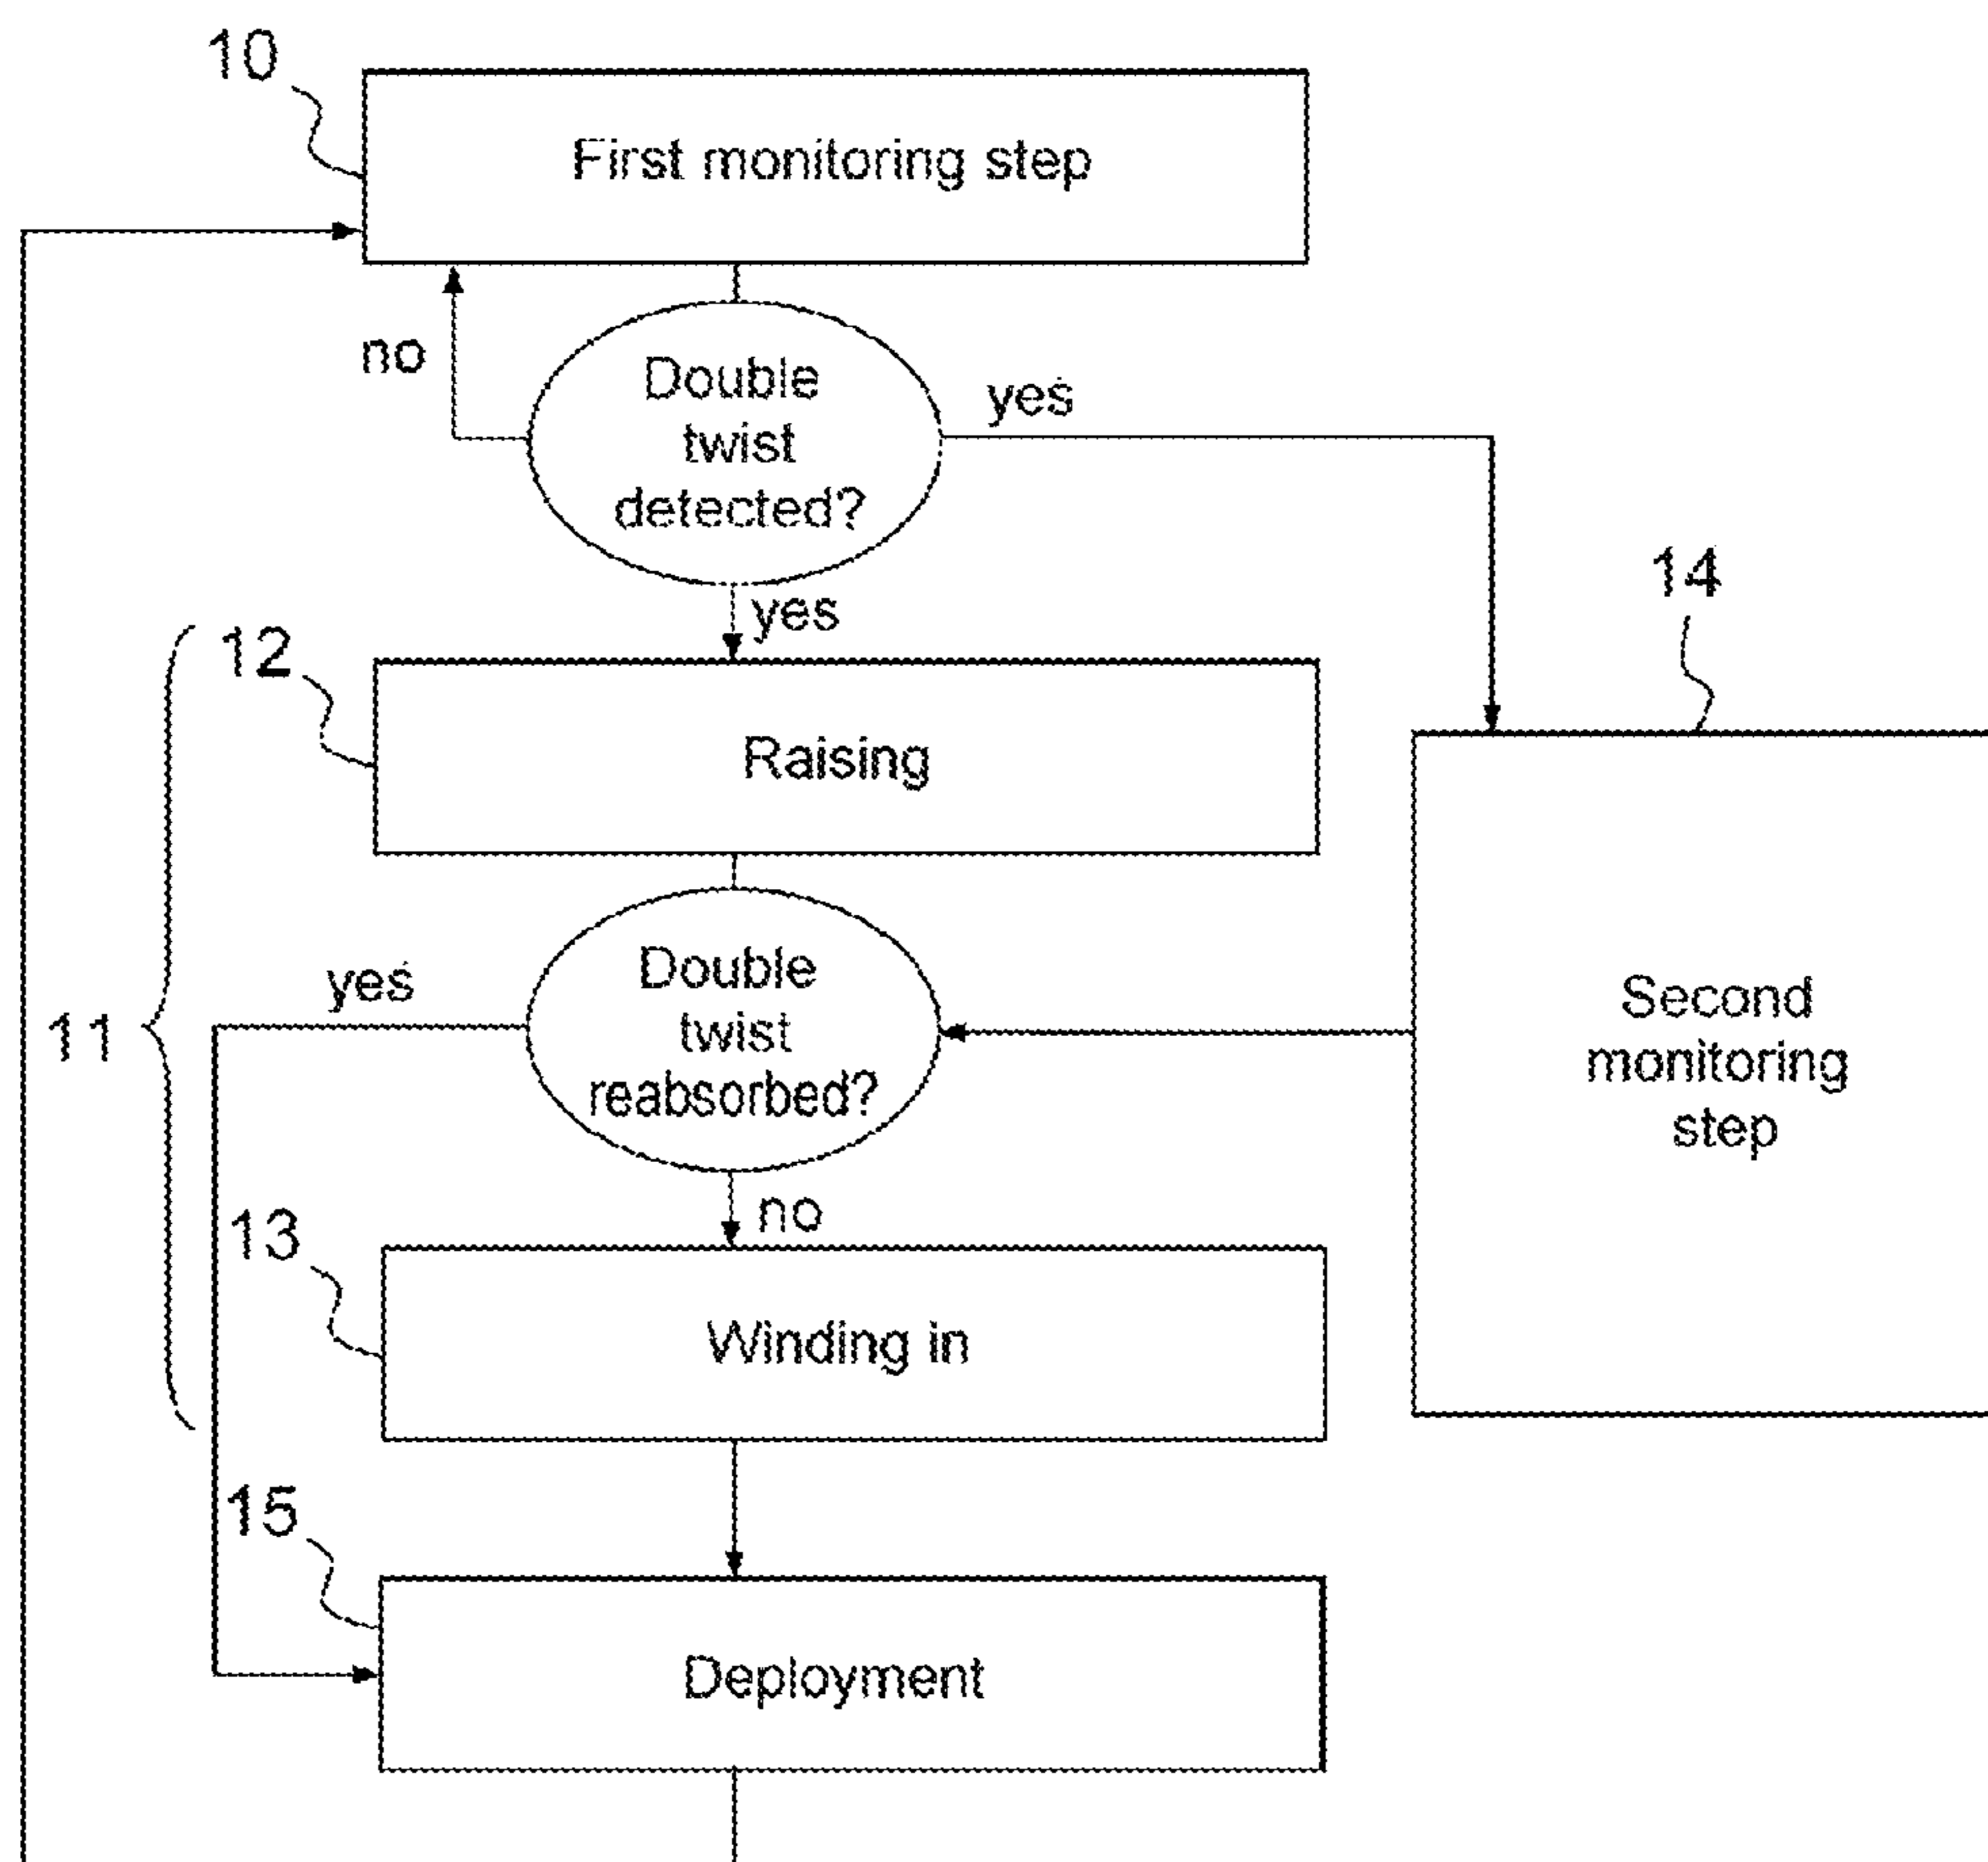 10
First monitoring step
no
Double
twist
detected?
yes
yes
14
12
Raising
11
yes
Double
twist
reabsorbed?
Second
monitoring
step
no
13
Winding in
15
Deployment